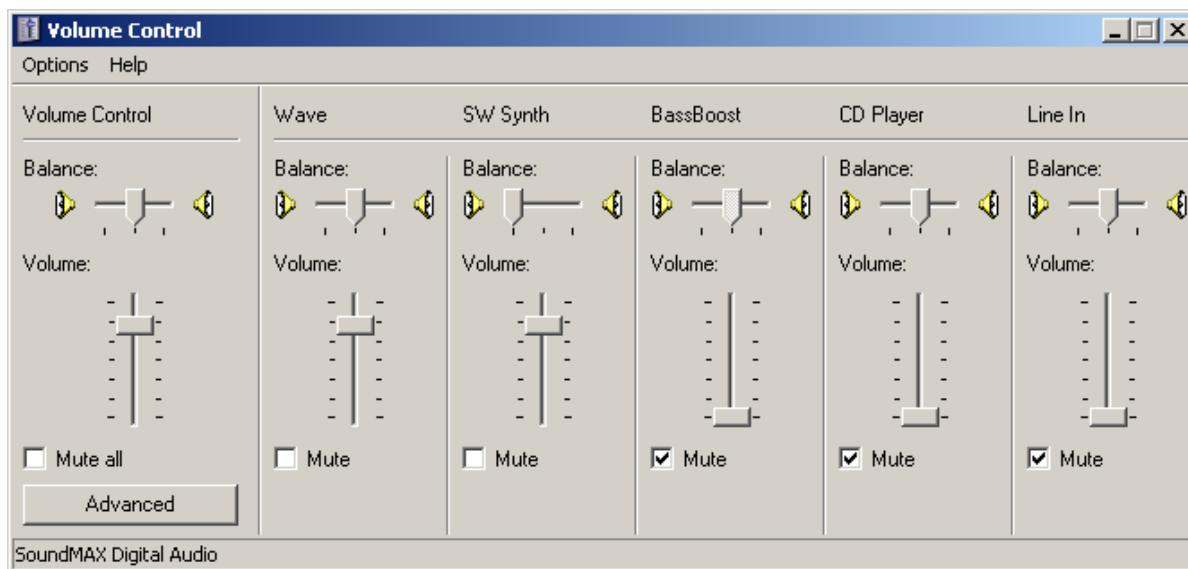 Volume Control
Options Help
Volume Control Wave SW Synth BassBoost CD Player Line In
Balance: Balance: Balance: Balance: Balance: Balance:
Volume: Volume: Volume: Volume: Volume: Volume:
Mute all Mute Mute Mute Mute Mute
Advanced
SoundMAX Digital Audio